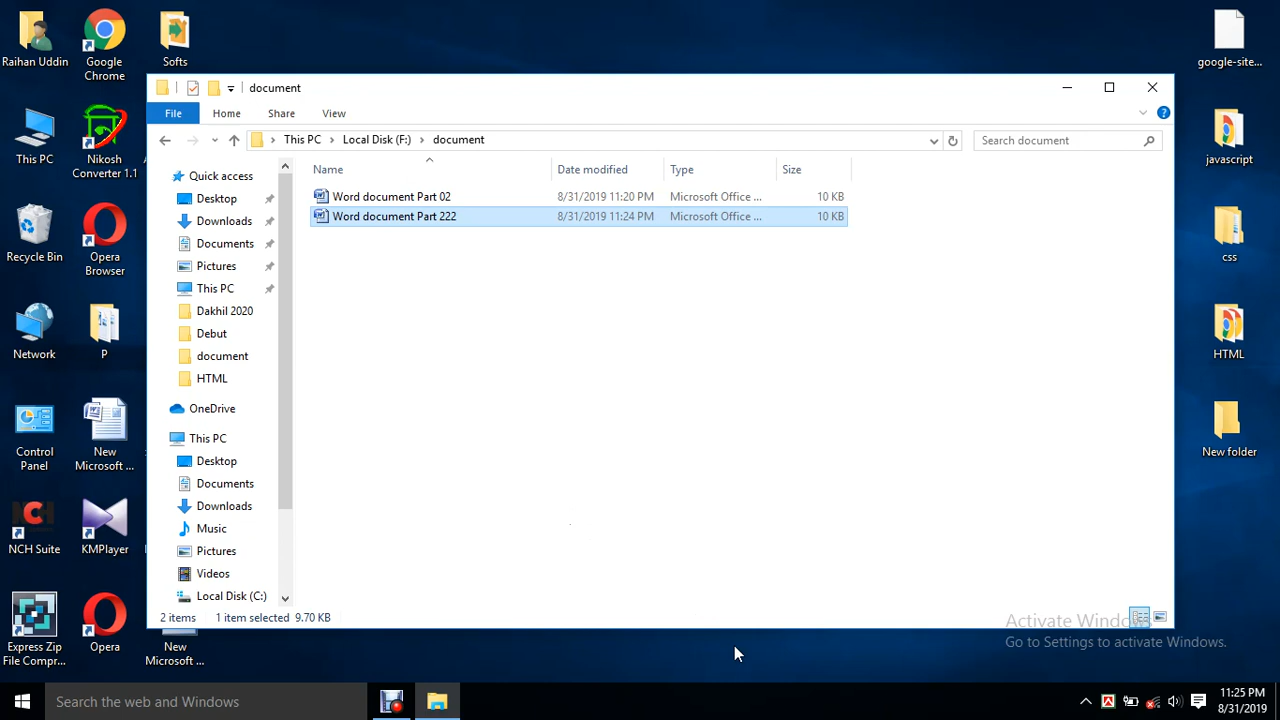 Raihan Uddin
Google
Chrome
Softs
google-site...
document
File
Home
Share
View
This PC
Local Disk (F:)
document
Search document
This PC
Nikosh
Converter 1.1
javascript
Name
Date modified
Type
Size
Quick access
Desktop
Downloads
Documents
Pictures
This PC
Dakhil 2020
Debut
document
HTML
OneDrive
This PC
Desktop
Documents
Downloads
Music
Pictures
Videos
Local Disk (C:)
Word document Part 02
8/31/2019 11:20 PM
Microsoft Office ...
10 KB
Word document Part 222
8/31/2019 11:24 PM
Microsoft Office ...
10 KB
Recycle Bin
Opera
Browser
css
Network
P
HTML
Control
Panel
New
Microsoft ...
New folder
NCH Suite
KMPlayer
Express Zip
File Compr...
Opera
New
Microsoft ...
2 items
1 item selected 9.70 KB
Activate Windo
Go to Settings to activate Windows.
Search the web and Windows
11:25 PM
8/31/2019